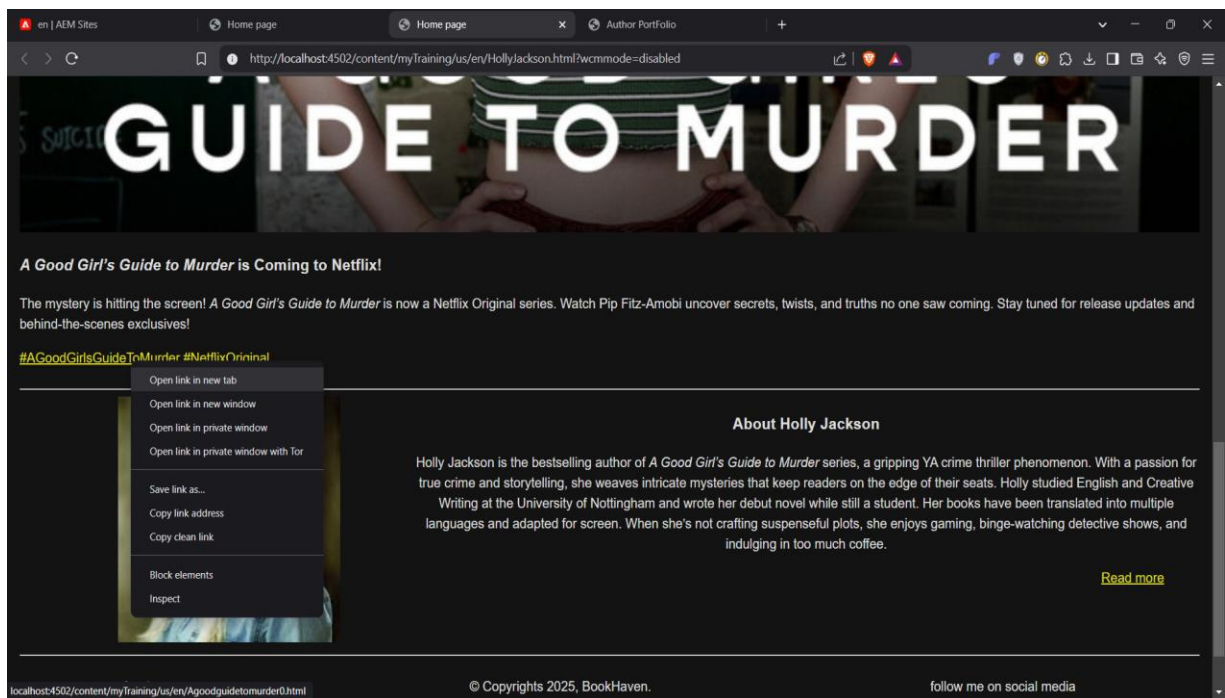 en | AEM Sites
Home page
Home page
Author PortFolio
http://localhost:4502/content/myTraining/us/en/HollyJackson.html?wcmmode=disabled
GUIDE TO MURDER
A Good Girl's Guide to Murder is Coming to Netflix!
The mystery is hitting the screen! A Good Girl's Guide to Murder is now a Netflix Original series. Watch Pip Fitz-Amobi uncover secrets, twists, and truths no one saw coming. Stay tuned for release updates and
behind-the-scenes exclusives!
#AGoodGirlsGuideToMurder #NetflixOriginal
Open link in new tab
Open link in new window
Open link in private window
Open link in private window with Tor
Save link as...
Copy link address
Copy clean link
Block elements
Inspect
About Holly Jackson
Holly Jackson is the bestselling author of A Good Girl's Guide to Murder series, a gripping YA crime thriller phenomenon. With a passion for
true crime and storytelling, she weaves intricate mysteries that keep readers on the edge of their seats. Holly studied English and Creative
Writing at the University of Nottingham and wrote her debut novel while still a student. Her books have been translated into multiple
languages and adapted for screen. When she's not crafting suspenseful plots, she enjoys gaming, binge-watching detective shows, and
indulging in too much coffee.
Read more
localhost:4502/content/myTraining/us/en/Agoodguidetomurder0.html
© Copyrights 2025, BookHaven.
follow me on social media